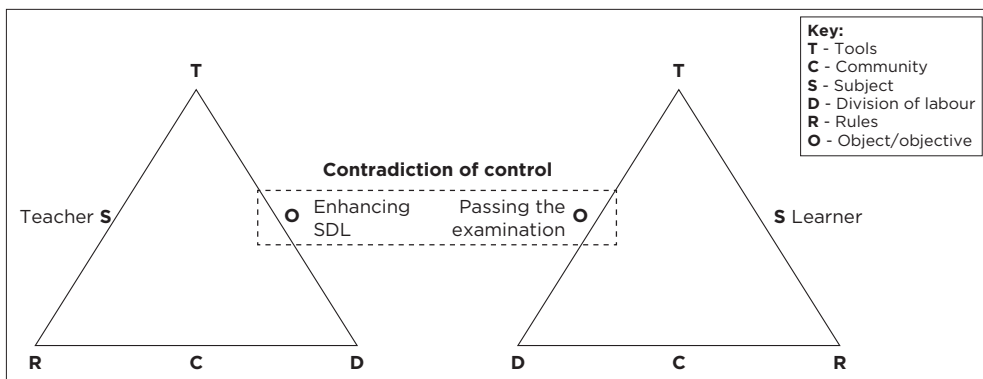 Key:
T - Tools
C - Community
S - Subject
D - Division of labour
R - Rules
O - Object/objective
T
T
Contradiction of control
Teacher S
O Enhancing
SDL
Passing the
examination O
S Learner
R C D
D C R